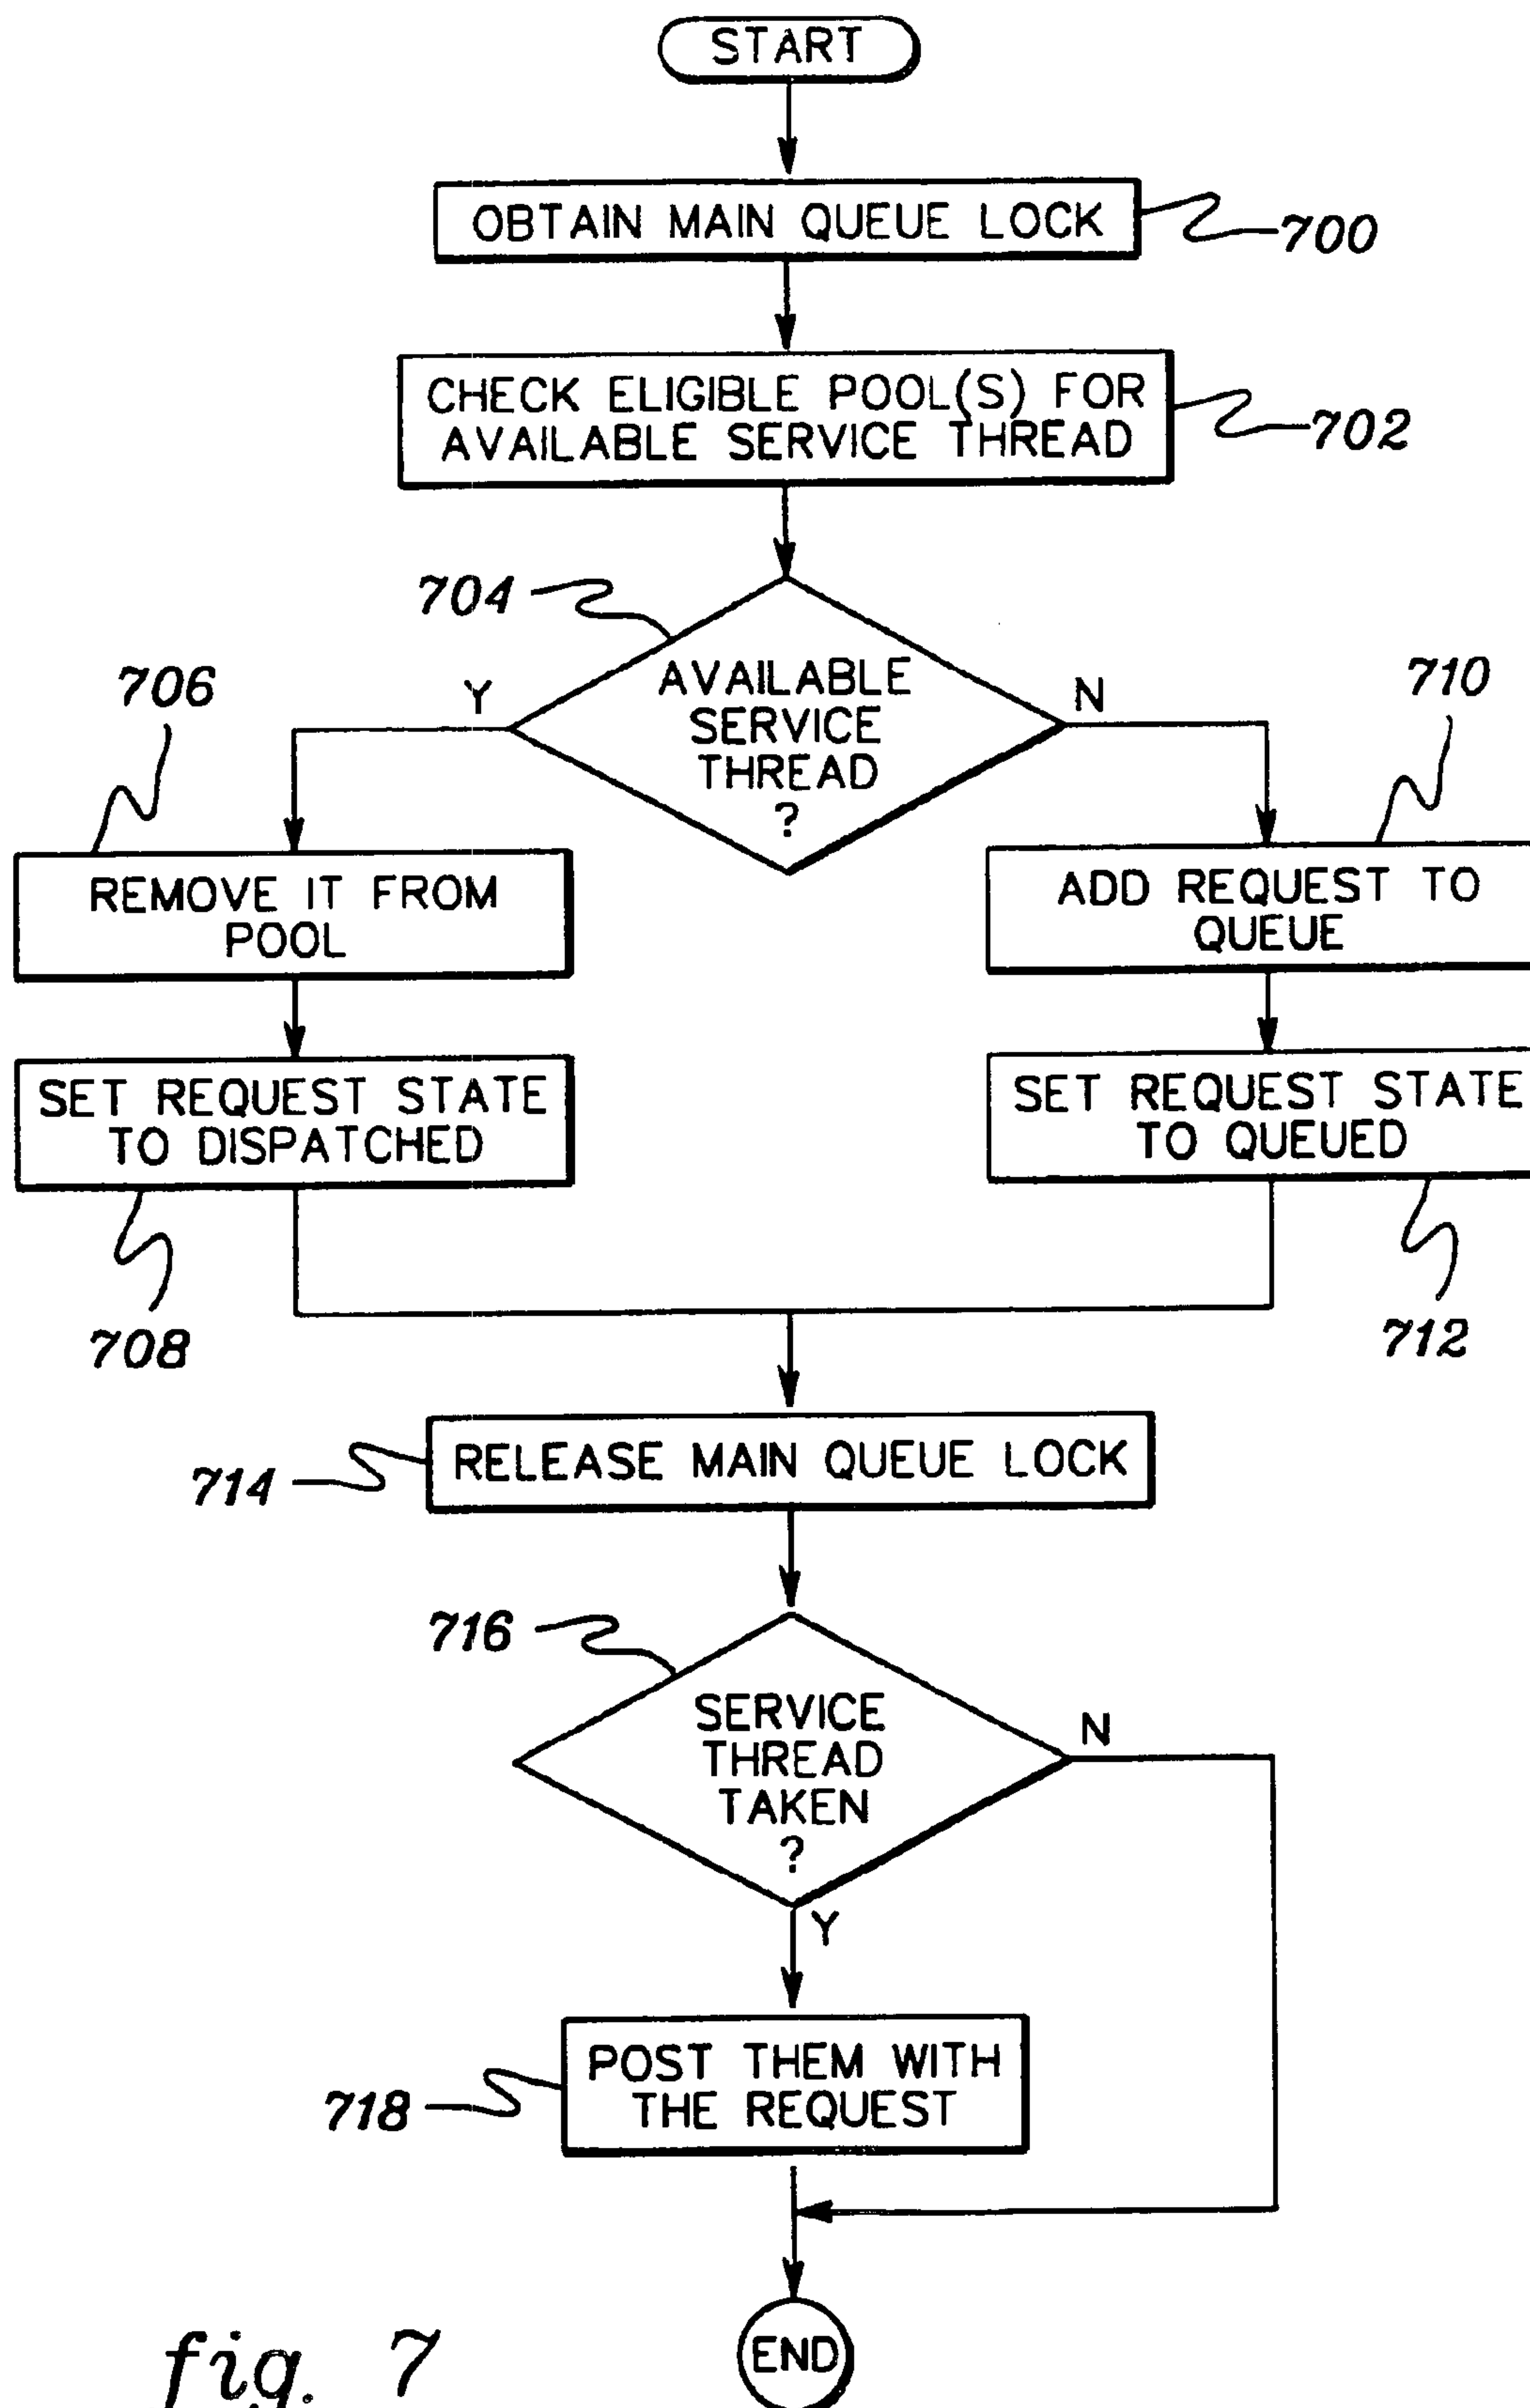 START
OBTAIN MAIN QUEUE LOCK
700
CHECK ELIGIBLE POOL(S) FOR
AVAILABLE SERVICE THREAD
702
704
AVAILABLE
SERVICE
THREAD
?
Y
N
706
710
REMOVE IT FROM
POOL
ADD REQUEST TO
QUEUE
SET REQUEST STATE
TO DISPATCHED
SET REQUEST STATE
TO QUEUED
708
712
RELEASE MAIN QUEUE LOCK
714
716
SERVICE
THREAD
TAKEN
?
N
Y
POST THEM WITH
THE REQUEST
718
END
fig. 7